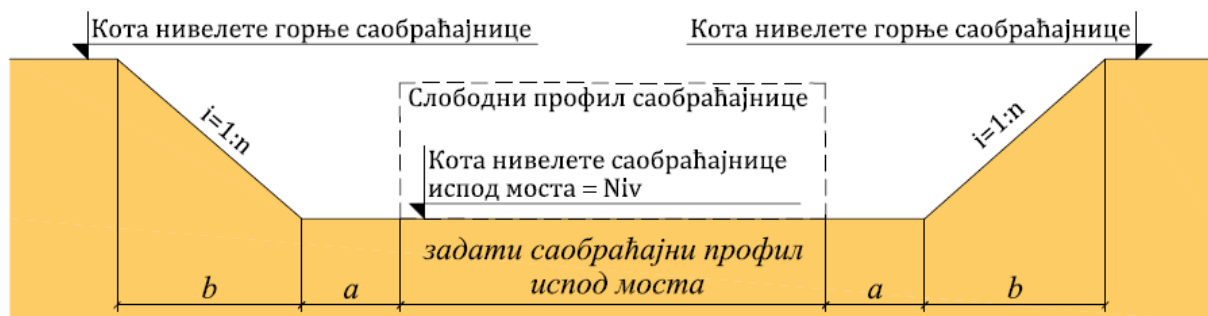 Кота нивелете горње саобраћајнице
Кота нивелете горње саобраћајнице
Слободни профил саобраћајнице
i=1:n
i=1:n
Кота нивелете саобраћајнице
испод моста = Niv
задати саобраћајни профил
испод моста
b
a
a
b